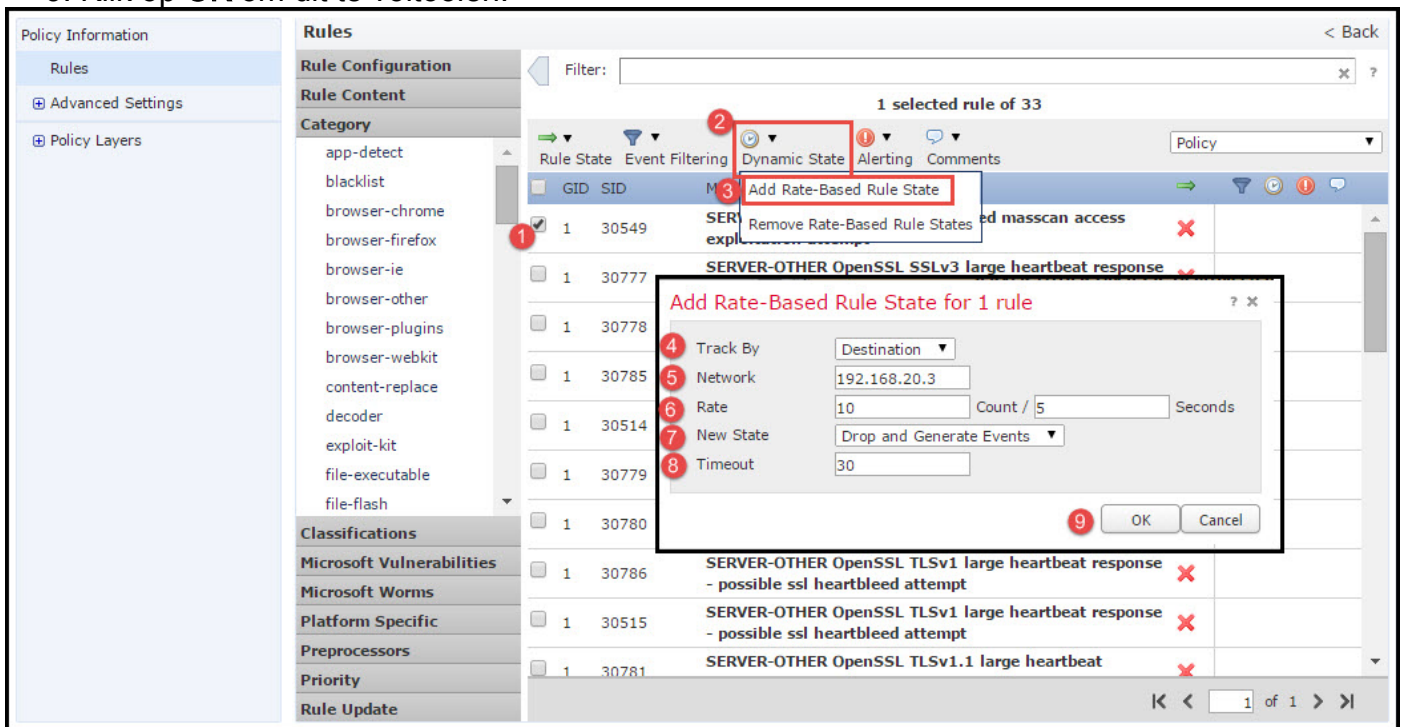 Policy Information
Rules
Advanced Settings
Policy Layers
Rules
< Back
Rule Configuration
Rule Content
Category
app-detect
blacklist
browser-chrome
browser-firefox
browser-ie
browser-other
browser-plugins
browser-webkit
content-replace
decoder
exploit-kit
file-executable
file-flash
Classifications
Microsoft Vulnerabilities
Microsoft Worms
Platform Specific
Preprocessors
Priority
Rule Update
Filter:
?
1 selected rule of 33
2
Rule State Event Filtering Dynamic State Alerting Comments
Policy
GID SID
3 Add Rate-Based Rule State
Remove Rate-Based Rule States
1
1 30549 masscan access
1 30777 SERVER-OTHER OpenSSL SSLv3 large heartbeat response
1 30778
1 30785
1 30514
1 30779
1 30780
Add Rate-Based Rule State for 1 rule
?
4 Track By Destination
5 Network 192.168.20.3
6 Rate 10 Count / 5 Seconds
7 New State Drop and Generate Events
8 Timeout 30
9 OK Cancel
1 30786 SERVER-OTHER OpenSSL TLSv1 large heartbeat response
- possible ssl heartbleed attempt
1 30515 SERVER-OTHER OpenSSL TLSv1 large heartbeat response
- possible ssl heartbleed attempt
1 30781 SERVER-OTHER OpenSSL TLSv1.1 large heartbeat
1 of 1